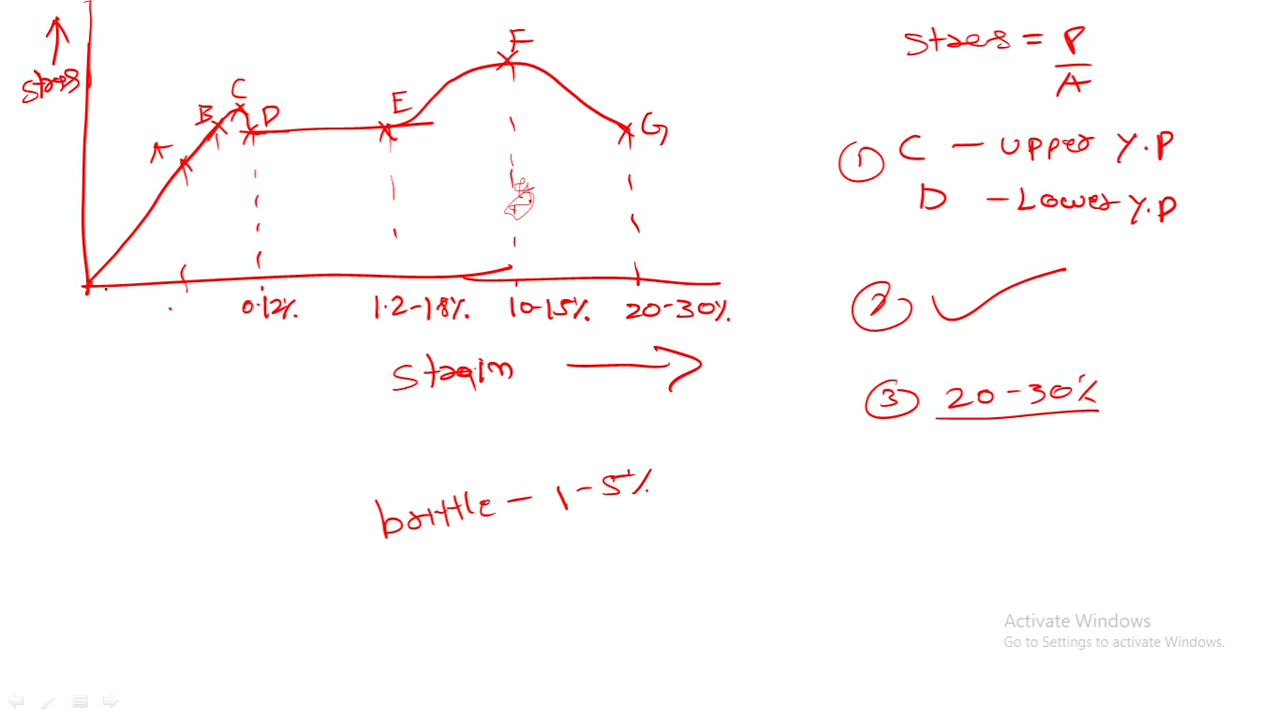 stress
A
B
C
D
E
F
G
0.12%
1.2-1.8%
10-15%
20-30%
strain
stress = P
A
① C - upper Y.P
D - Lower Y.P
②
③ 20-30%
brittle - 1-5%
Activate Windows
Go to Settings to activate Windows.